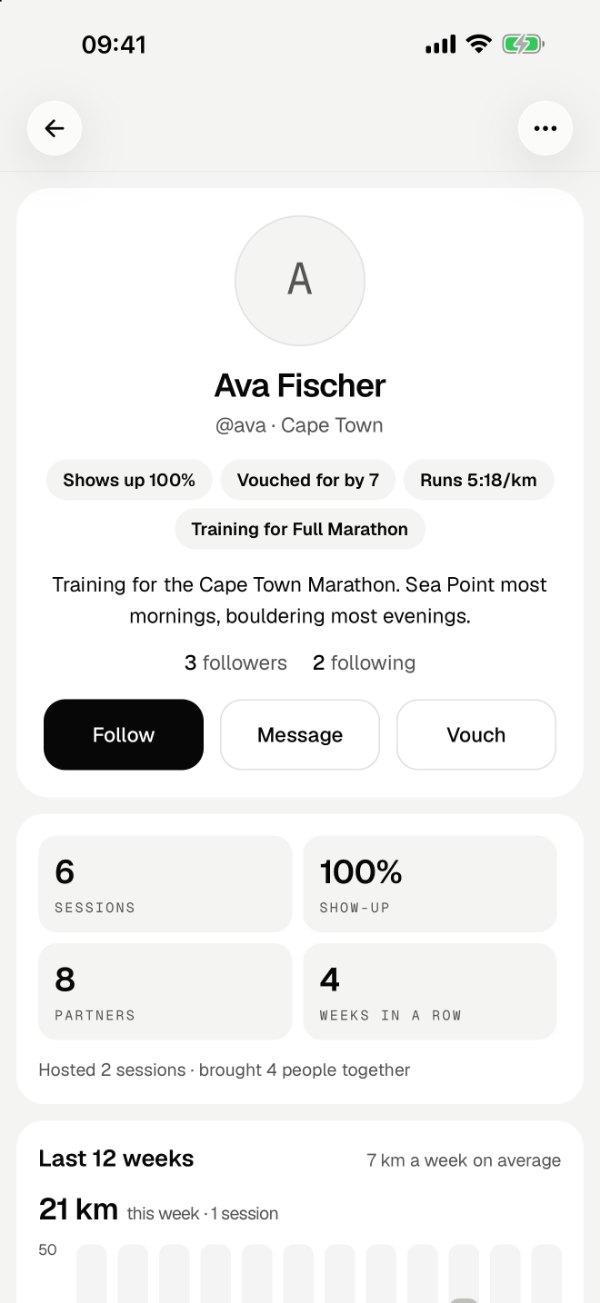 09:41
A
Ava Fischer
@ava · Cape Town
Shows up 100% Vouched for by 7 Runs 5:18/km
Training for Full Marathon
Training for the Cape Town Marathon. Sea Point most
mornings, bouldering most evenings.
3 followers 2 following
Follow Message Vouch
6 100%
SESSIONS SHOW-UP
8 4
PARTNERS WEEKS IN A ROW
Hosted 2 sessions · brought 4 people together
Last 12 weeks 7 km a week on average
21 km this week · 1 session
50